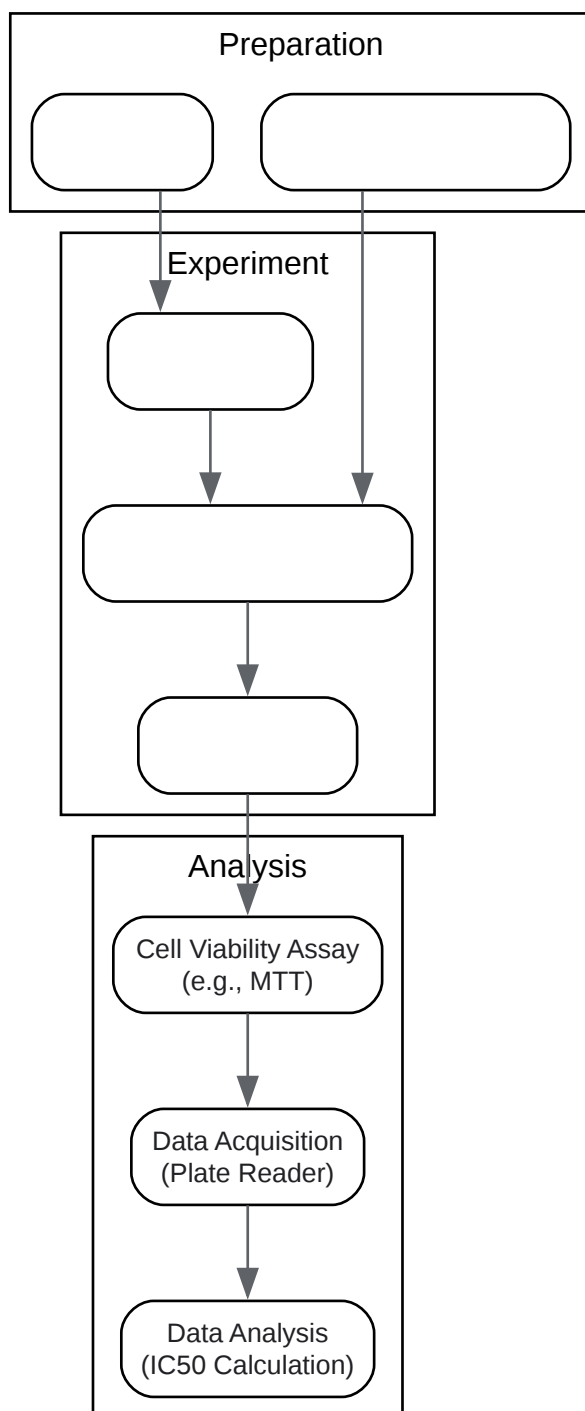 Preparation
Experiment
Analysis
Cell Viability Assay
(e.g., MTT)
Data Acquisition
(Plate Reader)
Data Analysis
(IC50 Calculation)